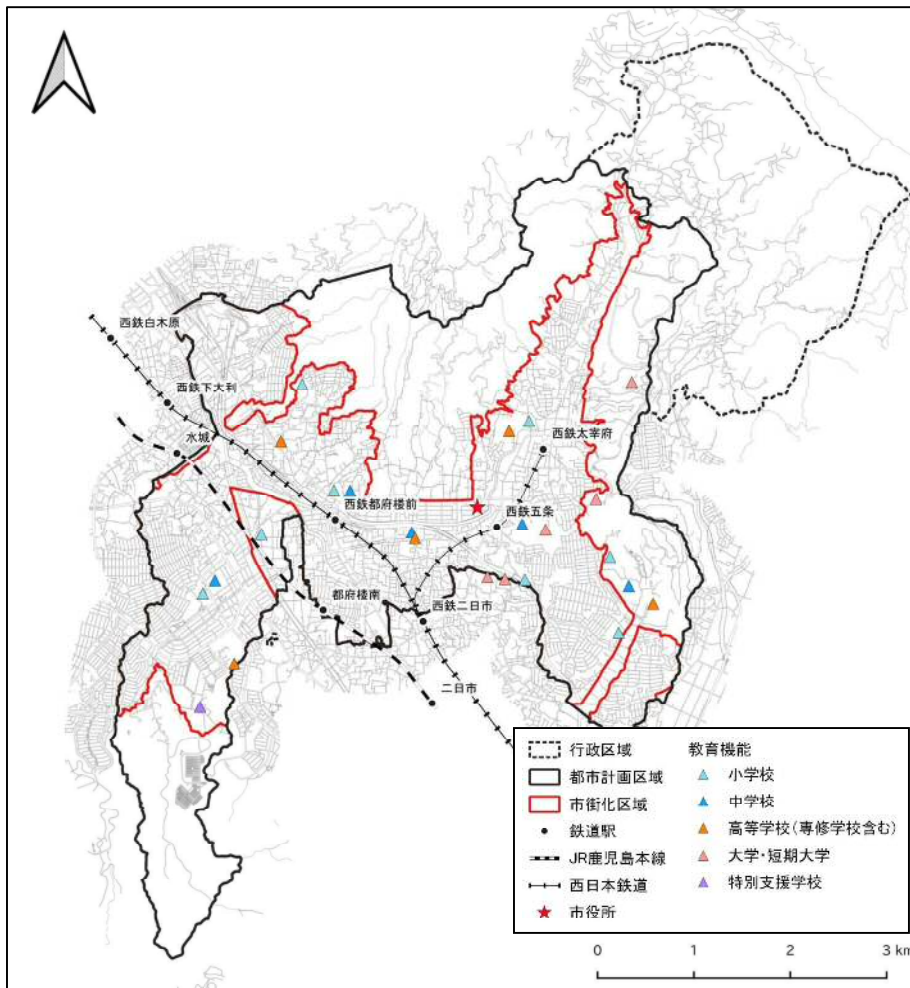 西鉄白木原
西鉄下大利
水城
西鉄太宰府
西鉄都府楼前
西鉄五条
都府楼南
西鉄二日市
二日市
行政区域
都市計画区域
市街化区域
鉄道駅
JR鹿児島本線
西日本鉄道
市役所
教育機能
小学校
中学校
高等学校(専修学校含む)
大学・短期大学
特別支援学校
0 1 2 3 km